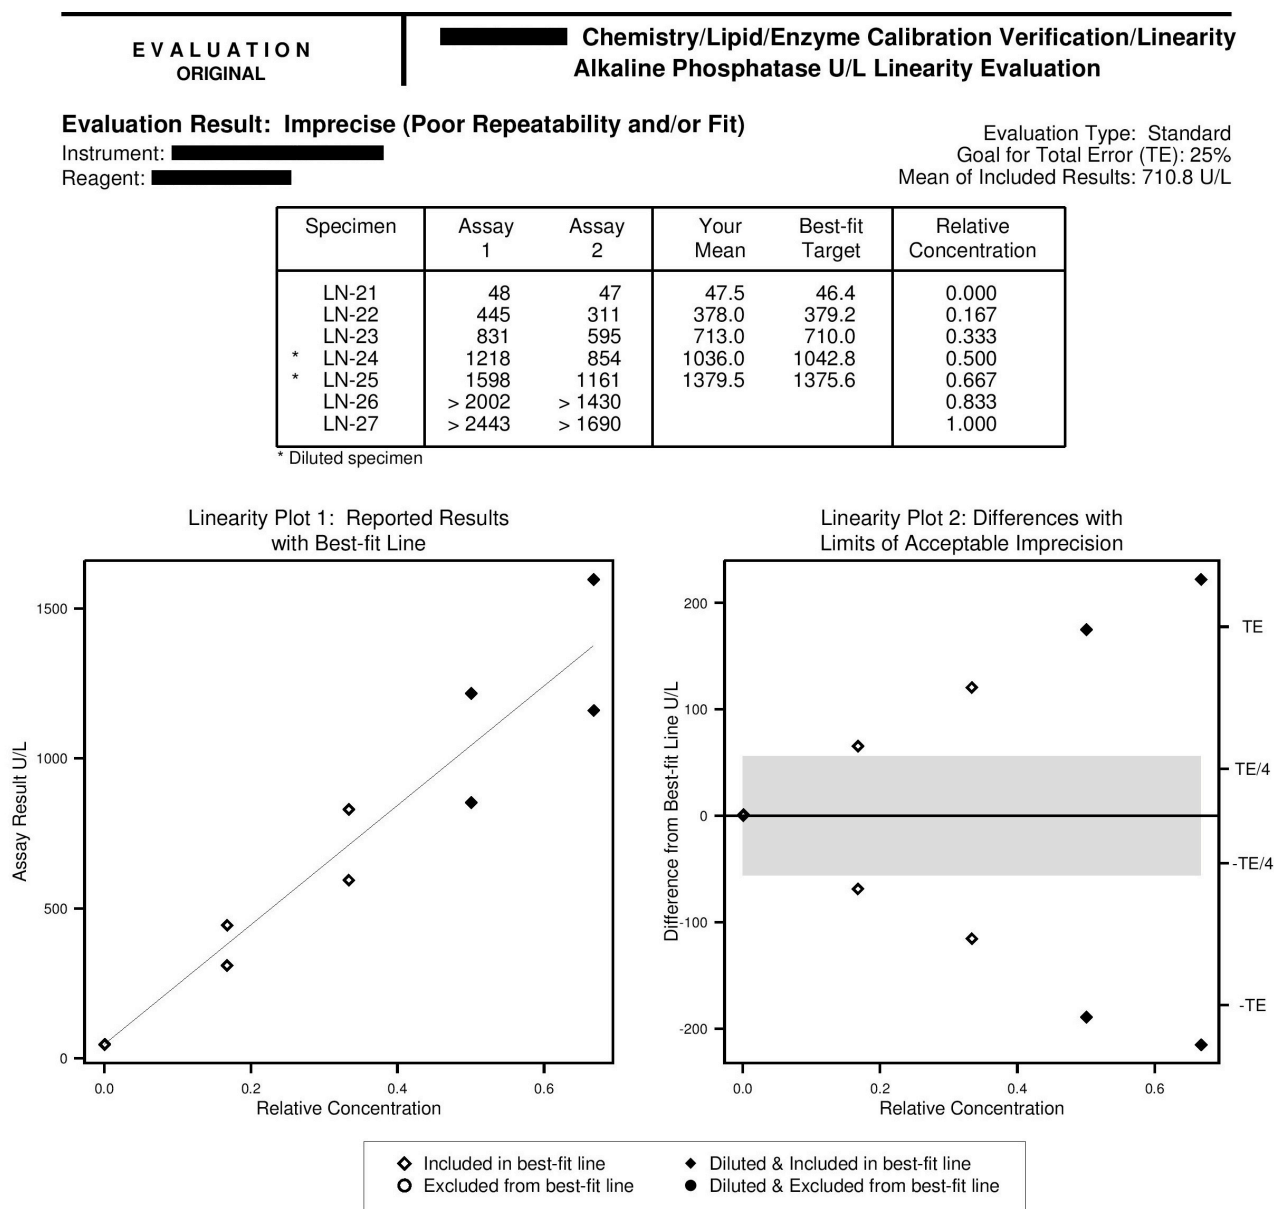 EVALUATION
ORIGINAL
Chemistry/Lipid/Enzyme Calibration Verification/Linearity
Alkaline Phosphatase U/L Linearity Evaluation
Evaluation Result: Imprecise (Poor Repeatability and/or Fit)
Instrument:
Reagent:
Evaluation Type: Standard
Goal for Total Error (TE): 25%
Mean of Included Results: 710.8 U/L
Specimen Assay 1 Assay 2 Your Mean Best-fit Target Relative Concentration
LN-21 48 47 47.5 46.4 0.000
LN-22 445 311 378.0 379.2 0.167
LN-23 831 595 713.0 710.0 0.333
* LN-24 1218 854 1036.0 1042.8 0.500
* LN-25 1598 1161 1379.5 1375.6 0.667
LN-26 > 2002 > 1430 0.833
LN-27 > 2443 > 1690 1.000
* Diluted specimen
Linearity Plot 1: Reported Results
with Best-fit Line
1500
1000
500
0
Assay Result U/L
0.0 0.2 0.4 0.6
Relative Concentration
Linearity Plot 2: Differences with
Limits of Acceptable Imprecision
200
100
0
-100
-200
Difference from Best-fit Line U/L
TE
TE/4
-TE/4
-TE
0.0 0.2 0.4 0.6
Relative Concentration
Included in best-fit line
Excluded from best-fit line
Diluted & Included in best-fit line
Diluted & Excluded from best-fit line